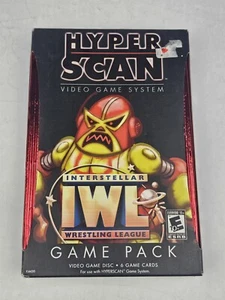 HYPER
SCAN
VIDEO GAME SYSTEM
INTERSTELLAR
IWL
WRESTLING LEAGUE
E
GAME PACK
VIDEO GAME DISC • 6 GAME CARDS
For use with HYPERSCAN Game System.